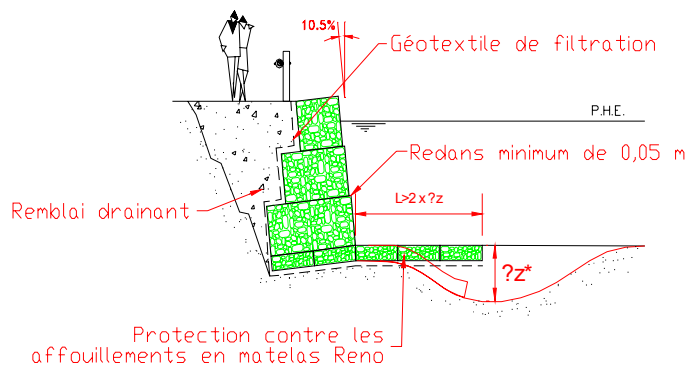 10.5%
Géotextile de filtration
P.H.E.
Redans minimum de 0,05 m
L>2x?z
Remblai drainant
?z*
Protection contre les
affouillements en matelas Reno